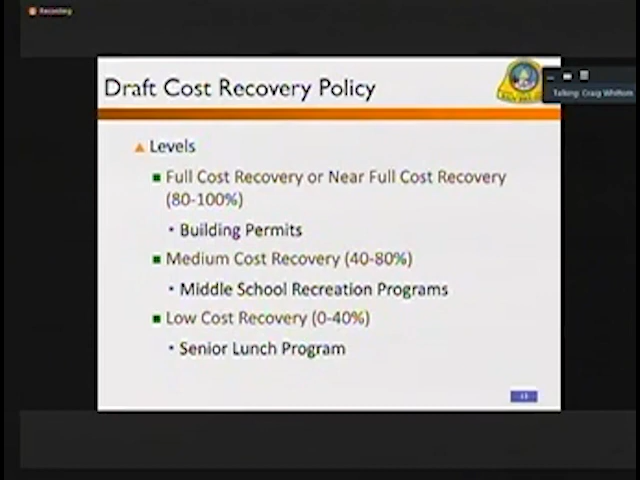 Recording
Draft Cost Recovery Policy
Talking: Craig Whittom
Levels
Full Cost Recovery or Near Full Cost Recovery
(80-100%)
Building Permits
Medium Cost Recovery (40-80%)
Middle School Recreation Programs
Low Cost Recovery (0-40%)
Senior Lunch Program